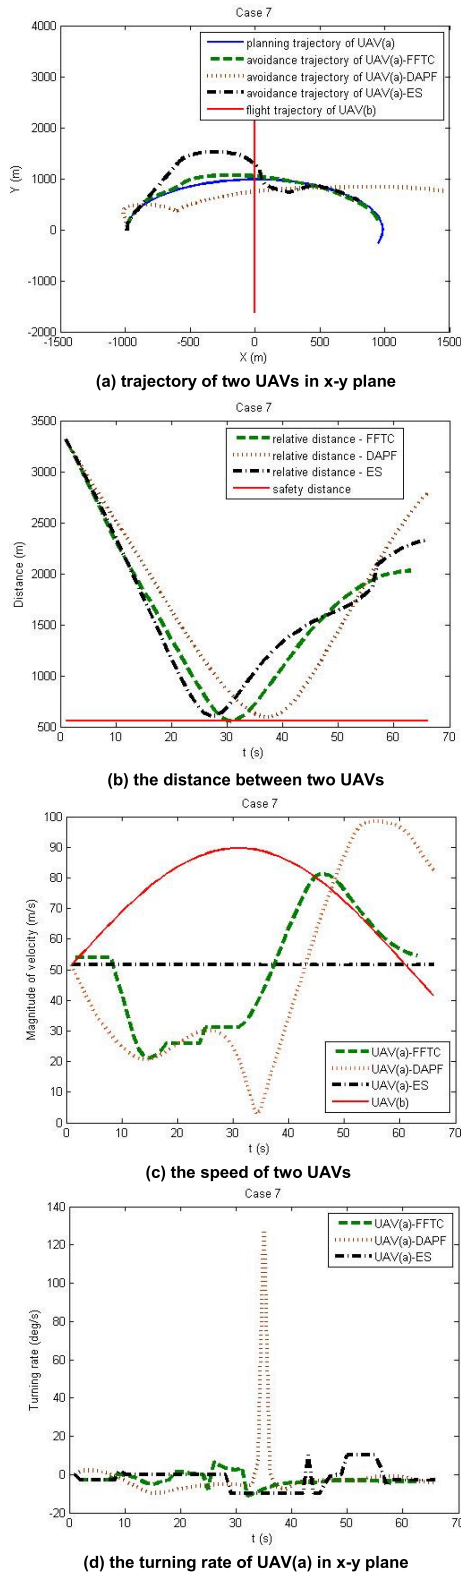 Case 7
4000
3000
2000
1000
0
-1000
-2000
Y (m)
planning trajectory of UAV(a)
avoidance trajectory of UAV(a)-FFTC
avoidance trajectory of UAV(a)-DAPF
avoidance trajectory of UAV(a)-ES
flight trajectory of UAV(b)
-1500 -1000 -500 0 500 1000 1500
X (m)
(a) trajectory of two UAVs in x-y plane
Case 7
3500
3000
2500
2000
1500
1000
500
Distance (m)
relative distance - FFTC
relative distance - DAPF
relative distance - ES
safety distance
0 10 20 30 40 50 60 70
t (s)
(b) the distance between two UAVs
Case 7
100
90
80
70
60
50
40
30
20
10
0
Magnitude of velocity (m/s)
UAV(a)-FFTC
UAV(a)-DAPF
UAV(a)-ES
UAV(b)
0 10 20 30 40 50 60 70
t (s)
(c) the speed of two UAVs
Case 7
140
120
100
80
60
40
20
0
-20
Turning rate (deg/s)
UAV(a)-FFTC
UAV(a)-DAPF
UAV(a)-ES
0 10 20 30 40 50 60 70
t (s)
(d) the turning rate of UAV(a) in x-y plane